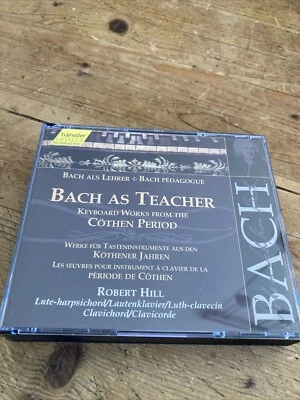 hänssler
BACH ALS LEHRER ÷ BACH PÉDAGOGUE
BACH AS TEACHER
KEYBOARD WORKS FROM THE
CÖTHEN PERIOD
WERKE FÜR TASTENINSTRUMENTE AUS DEN
KÖTHENER JAHREN
LES ŒUVRES POUR INSTRUMENT À CLAVIER DE LA
PÉRIODE DE CÖTHEN
ROBERT HILL
Lute-harpsichord/Lautenklavier/Luth-clavecin
Clavichord/Clavicorde
BACH